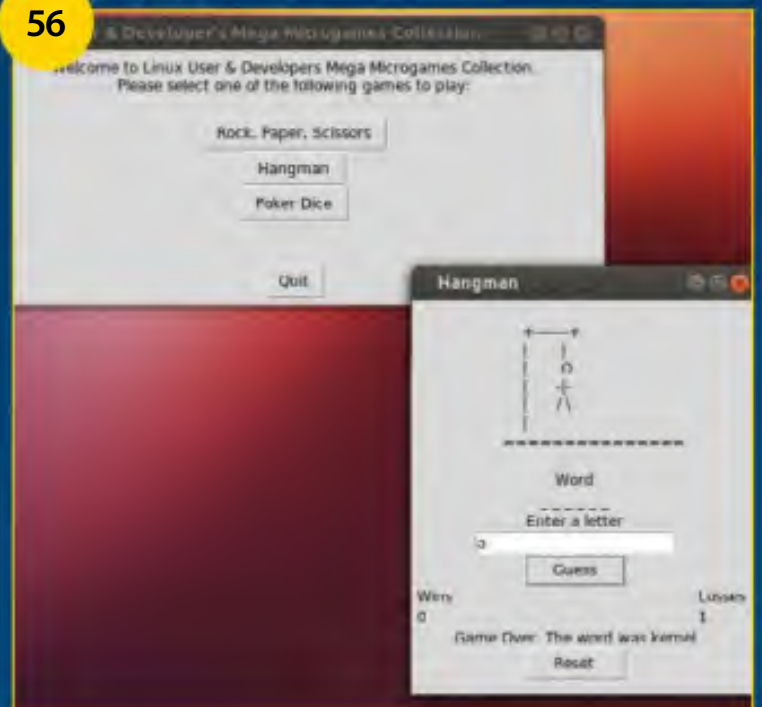 56
& Developer's Mega Microgames Collection
Welcome to Linux User & Developers Mega Microgames Collection.
Please select one of the following games to play:
Rock, Paper, Scissors
Hangman
Poker Dice
Quit
Hangman
Word
_ _ _ _ _ _
Enter a letter
Guess
Wins
Losses
0
1
Game Over. The word was kernel
Reset